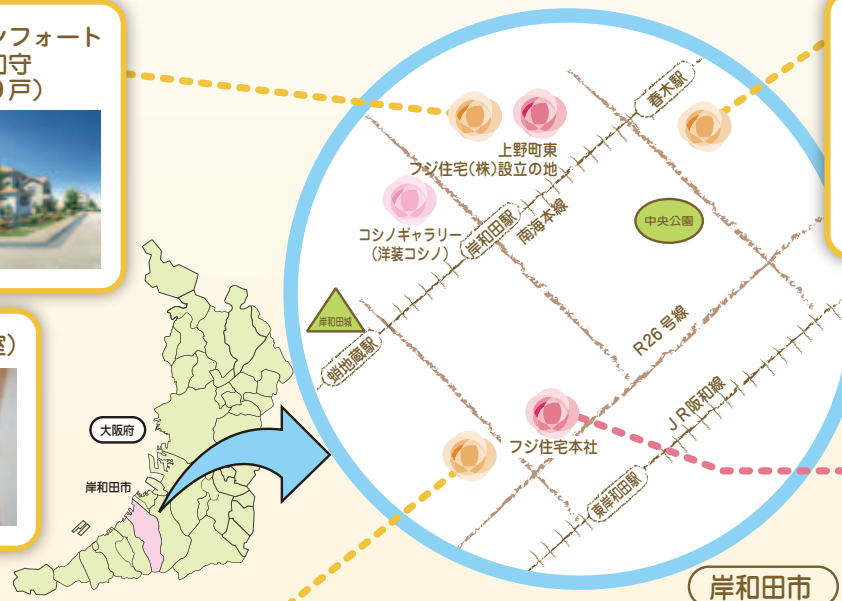 ンフォート
戸)
室)
大阪府
岸和田市
春木駅
上野町東
フジ住宅(株)設立の地
コシノギャラリー
(洋装コシノ)
岸和田駅
南海本線
中央公園
岸和田城
蛸地蔵駅
R26号線
JR阪和線
フジ住宅本社
東岸和田駅
岸和田市